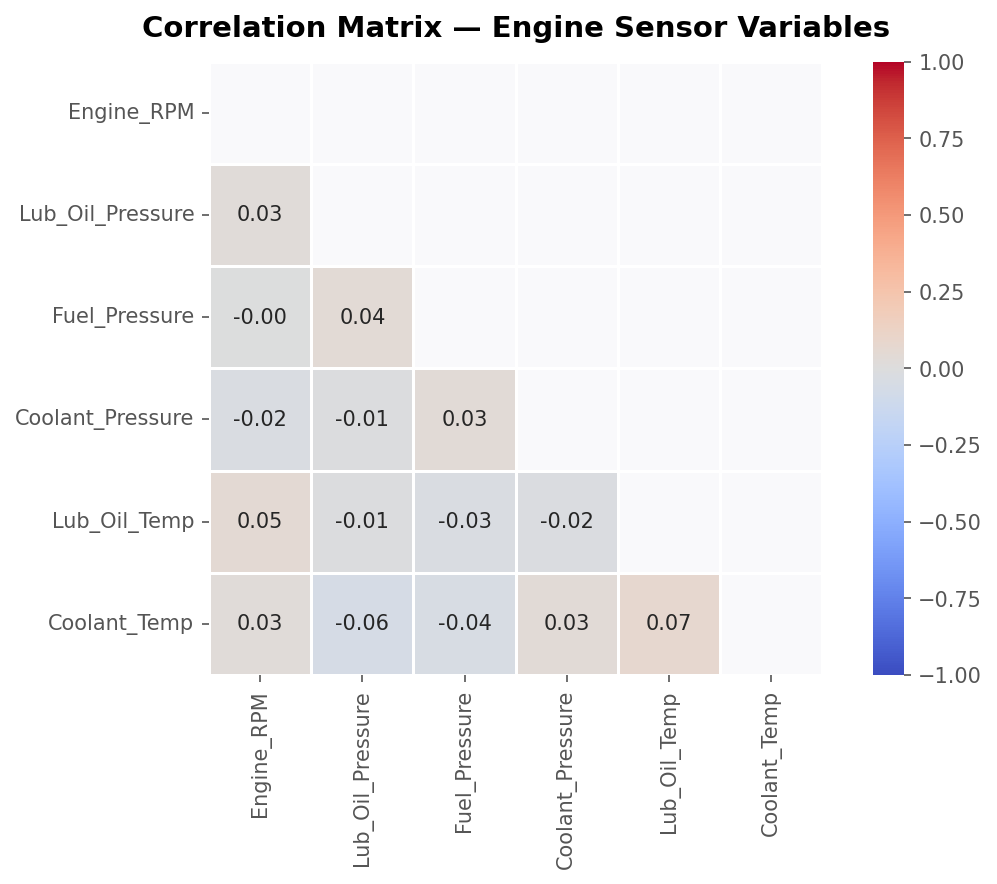 Correlation Matrix — Engine Sensor Variables
Engine_RPM
Lub_Oil_Pressure
0.03
Fuel_Pressure
-0.00 0.04
Coolant_Pressure
-0.02 -0.01 0.03
Lub_Oil_Temp
0.05 -0.01 -0.03 -0.02
Coolant_Temp
0.03 -0.06 -0.04 0.03 0.07
Engine_RPM
Lub_Oil_Pressure
Fuel_Pressure
Coolant_Pressure
Lub_Oil_Temp
Coolant_Temp
1.00
0.75
0.50
0.25
0.00
−0.25
−0.50
−0.75
−1.00